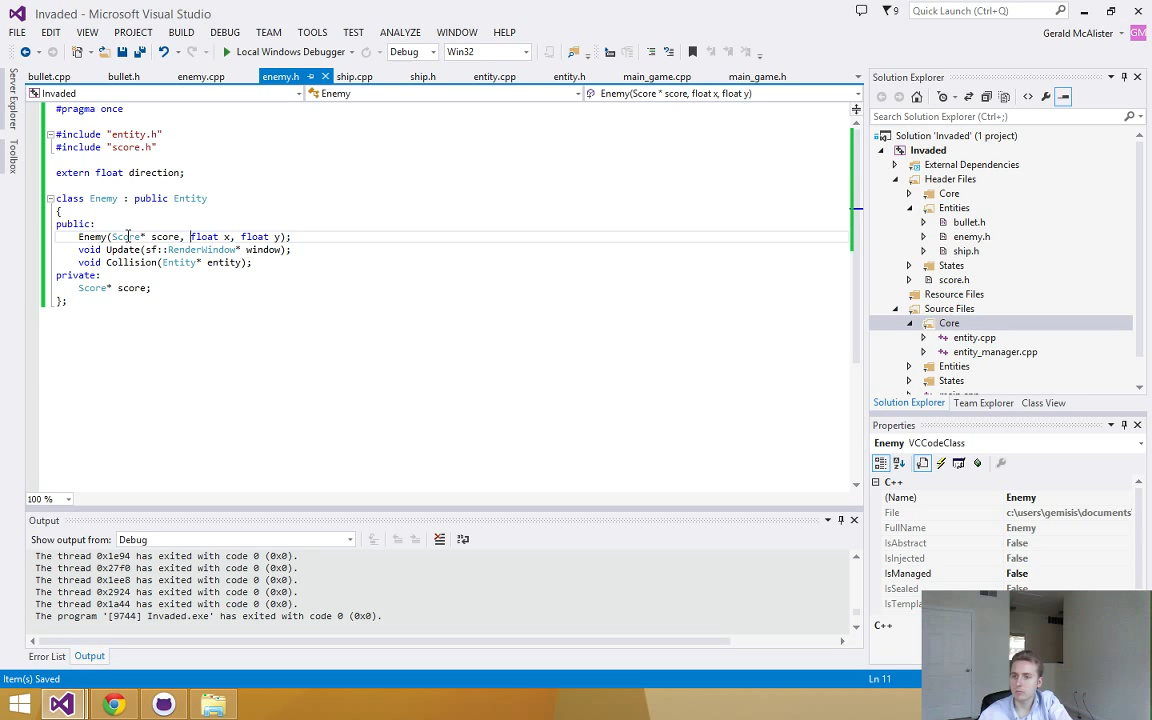 Invaded - Microsoft Visual Studio
9
Quick Launch (Ctrl+;)
FILE EDIT VIEW PROJECT BUILD DEBUG TEAM TOOLS TEST ANALYZE WINDOW HELP
Gerald McAlister GM
Local Windows Debugger Debug Win32
Server Explorer
Toolbox
bullet.cpp bullet.h enemy.cpp enemy.h ship.cpp ship.h entity.cpp entity.h main_game.cpp main_game.h
Invaded Enemy Enemy(Score * score, float x, float y)
#pragma once
#include "entity.h"
#include "score.h"
extern float direction;
class Enemy : public Entity
{
public:
Enemy(Score* score, float x, float y);
void Update(sf::RenderWindow* window);
void Collision(Entity* entity);
private:
Score* score;
};
100 %
Output
Show output from: Debug
The thread 0x1e94 has exited with code 0 (0x0).
The thread 0x27f0 has exited with code 0 (0x0).
The thread 0x1ee8 has exited with code 0 (0x0).
The thread 0x2924 has exited with code 0 (0x0).
The thread 0x1a44 has exited with code 0 (0x0).
The program '[9744] Invaded.exe' has exited with code 0 (0x0).
Error List Output
Item(s) Saved
Ln 11
Solution Explorer
Search Solution Explorer (Ctrl+;)
Solution 'Invaded' (1 project)
Invaded
External Dependencies
Header Files
Core
Entities
bullet.h
enemy.h
ship.h
States
score.h
Resource Files
Source Files
Core
entity.cpp
entity_manager.cpp
Entities
States
Solution Explorer Team Explorer Class View
Properties
Enemy VCCodeClass
C++
(Name) Enemy
File c:\users\gemisis\documents
FullName Enemy
IsAbstract False
IsInjected False
IsManaged False
IsSealed False
C++